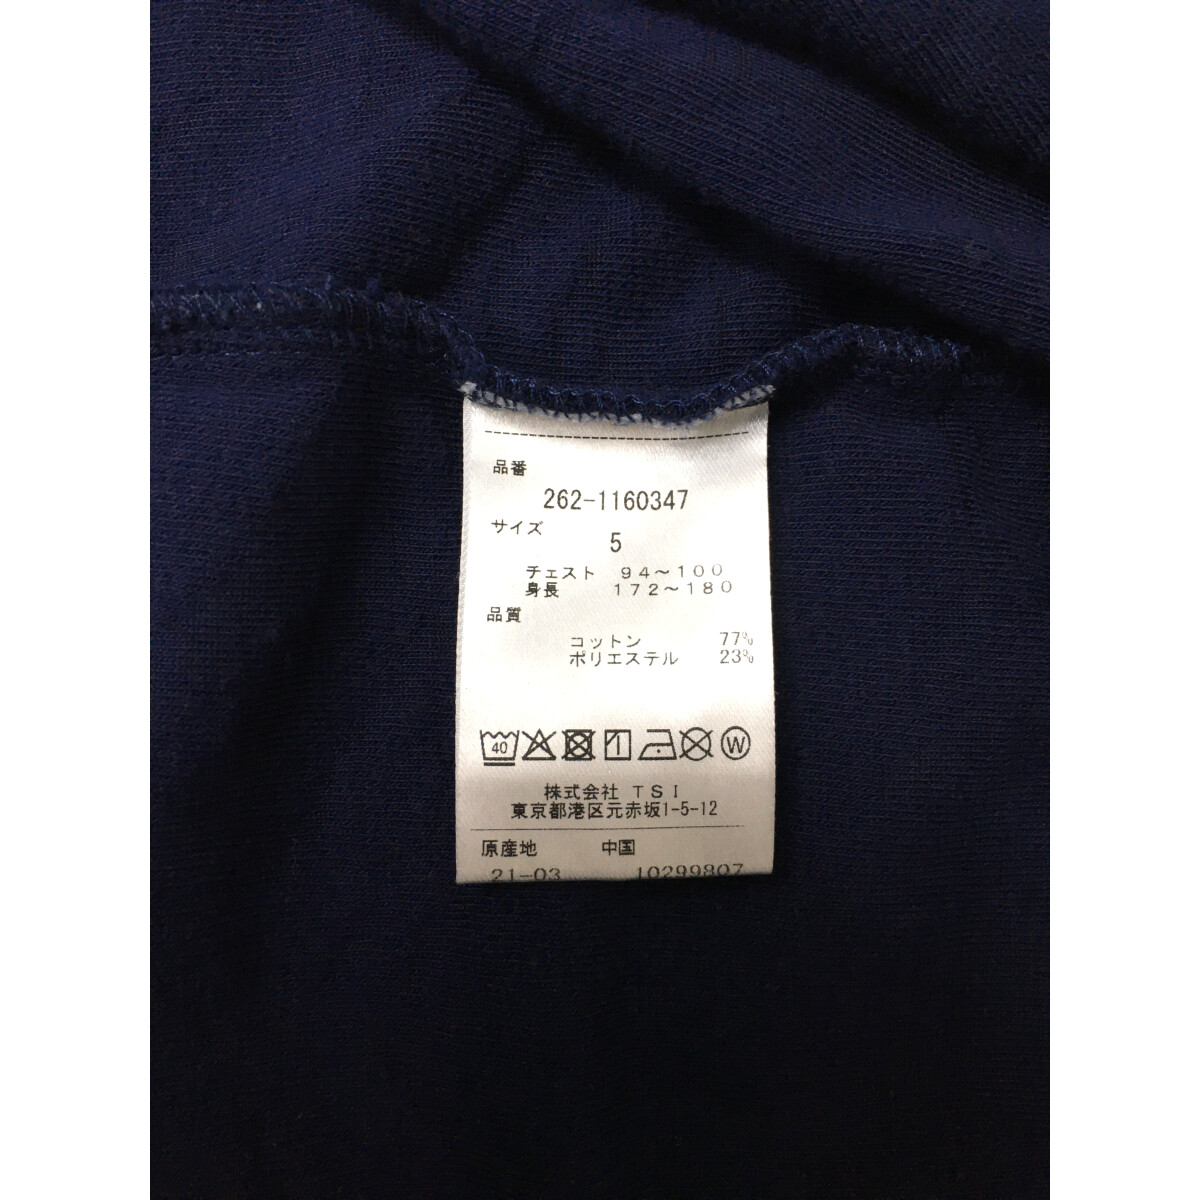 品番
262-1160347
サイズ
5
チェスト 94～100
身長 172～180
品質
コットン 77%
ポリエステル 23%
40
1
W
株式会社 TSI
東京都港区元赤坂1-5-12
原産地 中国
21-03 10299807